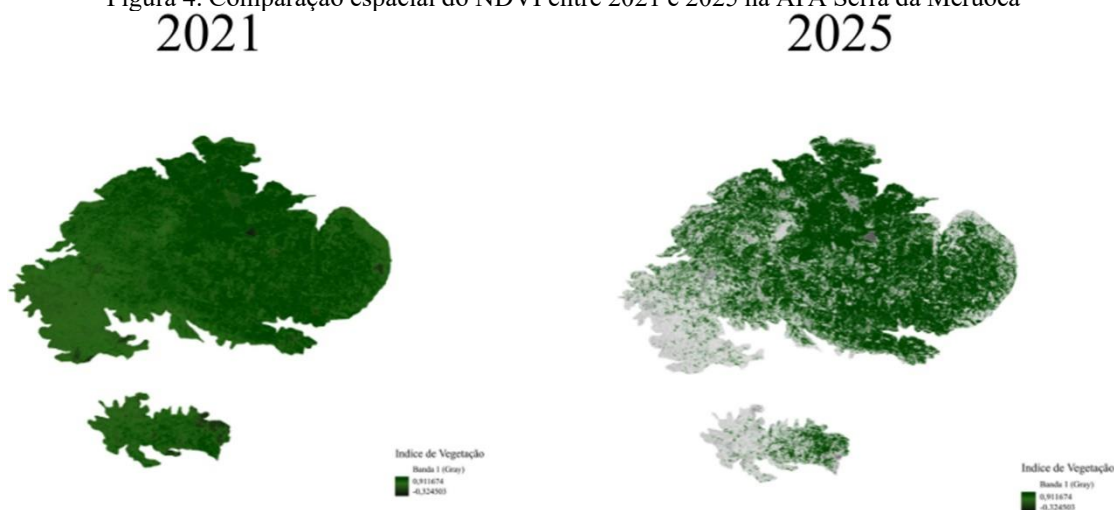 Figura 4. Comparação espacial do NDVI entre 2021 e 2025 na APA Serra da Meruoca
2021
2025
Indice de Vegetação
Banda 1 (Gray)
0,911674
-0,324503
Indice de Vegetação
Banda 1 (Gray)
0,911674
-0,324503